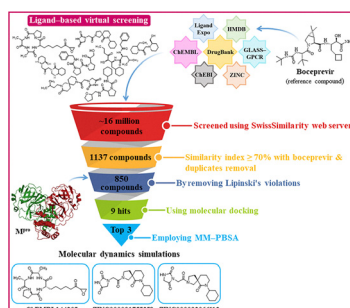 Ligand–based virtual screening
Ligand Expo
HMDB
ChEMBL
DrugBank
GLASS–GPCR
ChEBI
ZINC
Boceprevir
(reference compound)
~16 million compounds
Screened using SwissSimilarity web server
1137 compounds
Similarity index ≥ 70% with boceprevir & duplicates removal
850 compounds
By removing Lipinski's violations
9 hits
Using molecular docking
Top 3
Employing MM–PBSA
Mpro
Molecular dynamics simulations